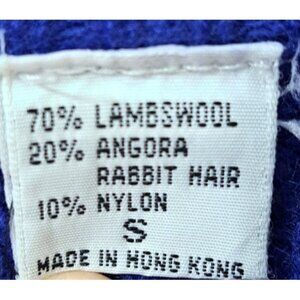 70% LAMBSWOOL
20% ANGORA
RABBIT HAIR
10% NYLON
S
MADE IN HONG KONG